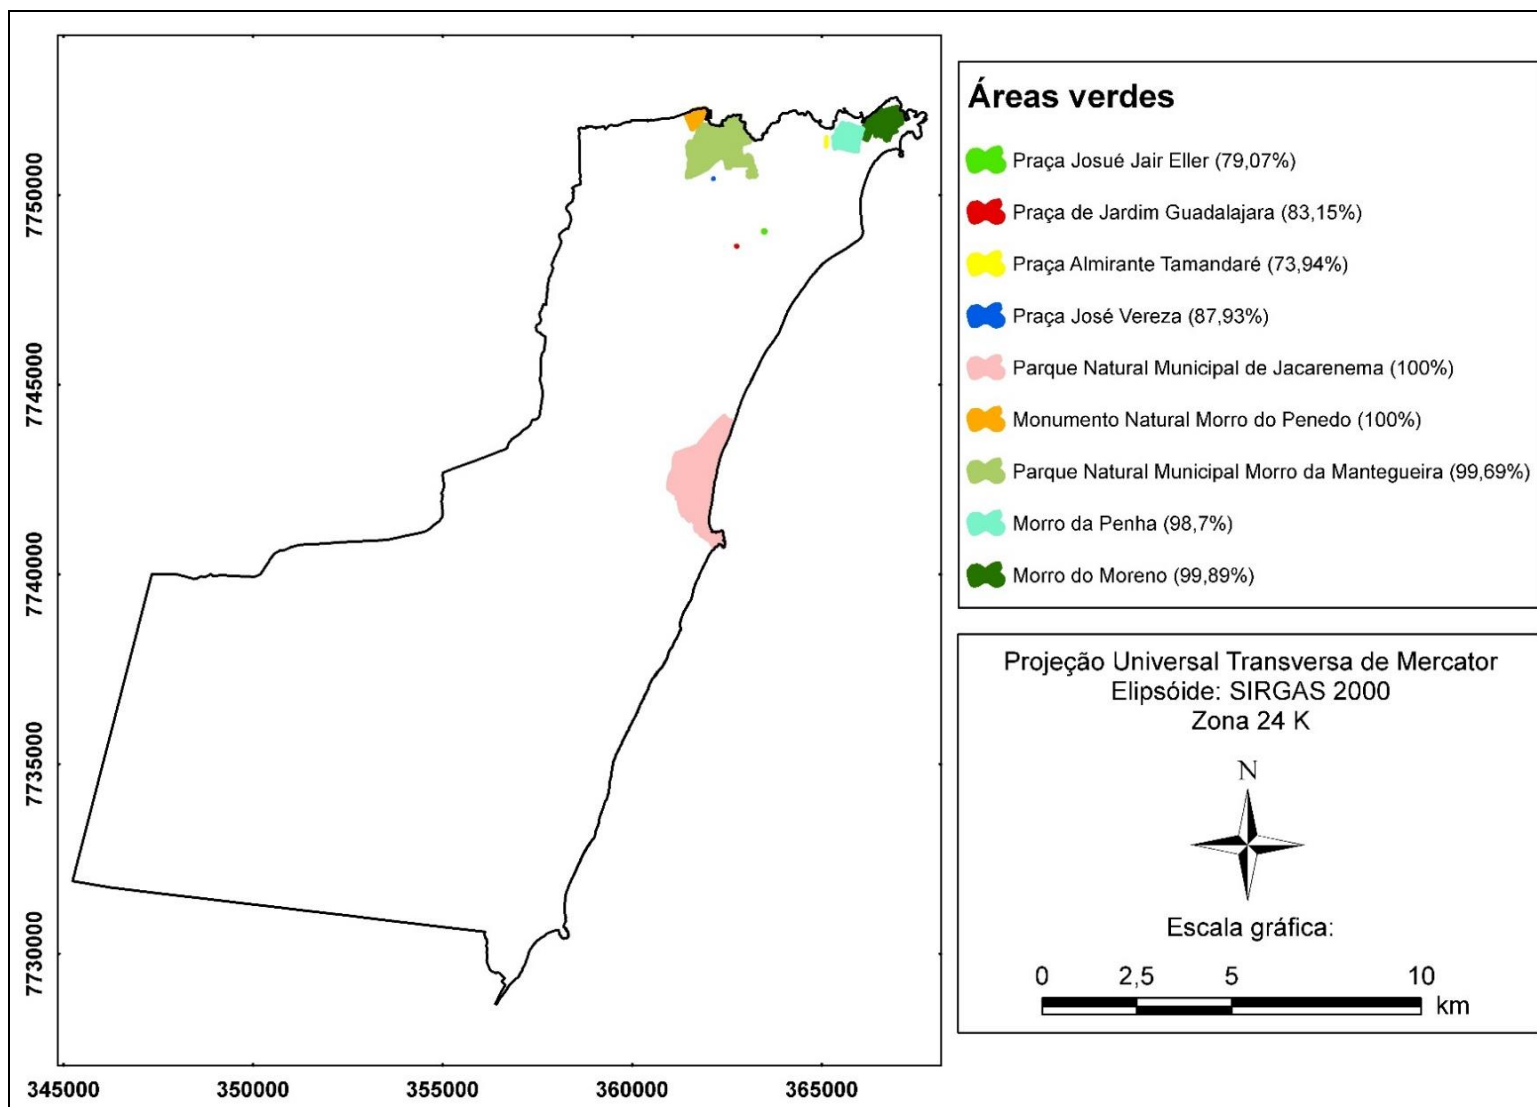 Áreas verdes
Praça Josué Jair Eller (79,07%)
Praça de Jardim Guadalajara (83,15%)
Praça Almirante Tamandaré (73,94%)
Praça José Vereza (87,93%)
Parque Natural Municipal de Jacarenema (100%)
Monumento Natural Morro do Penedo (100%)
Parque Natural Municipal Morro da Mantegueira (99,69%)
Morro da Penha (98,7%)
Morro do Moreno (99,89%)
Projeção Universal Transversa de Mercator
Elipsóide: SIRGAS 2000
Zona 24 K
N
Escala gráfica:
0 2,5 5 10
km
7750000
7745000
7740000
7735000
7730000
345000 350000 355000 360000 365000